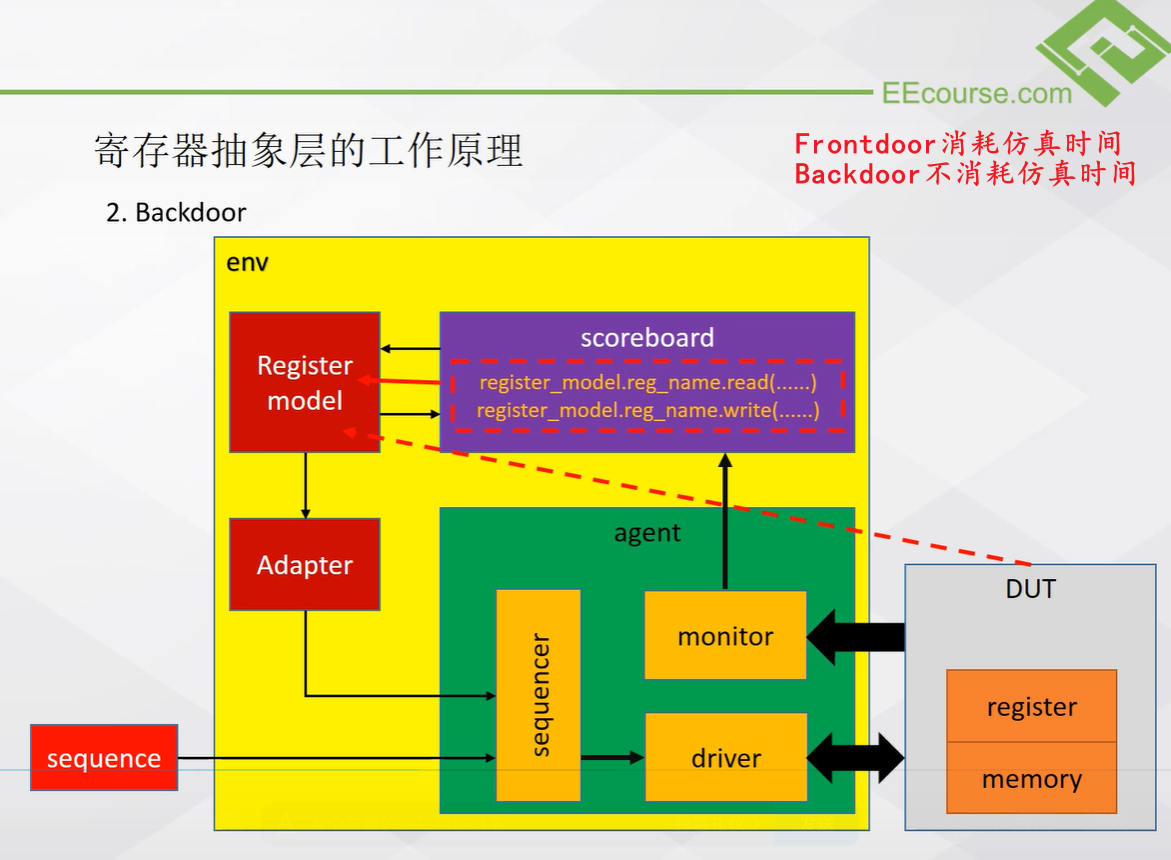 EEcourse.com
寄存器抽象层的工作原理
Frontdoor消耗仿真时间
Backdoor不消耗仿真时间
2. Backdoor
env
Register
model
scoreboard
register_model.reg_name.read(......)
register_model.reg_name.write(......)
Adapter
agent
sequencer
monitor
driver
DUT
register
memory
sequence